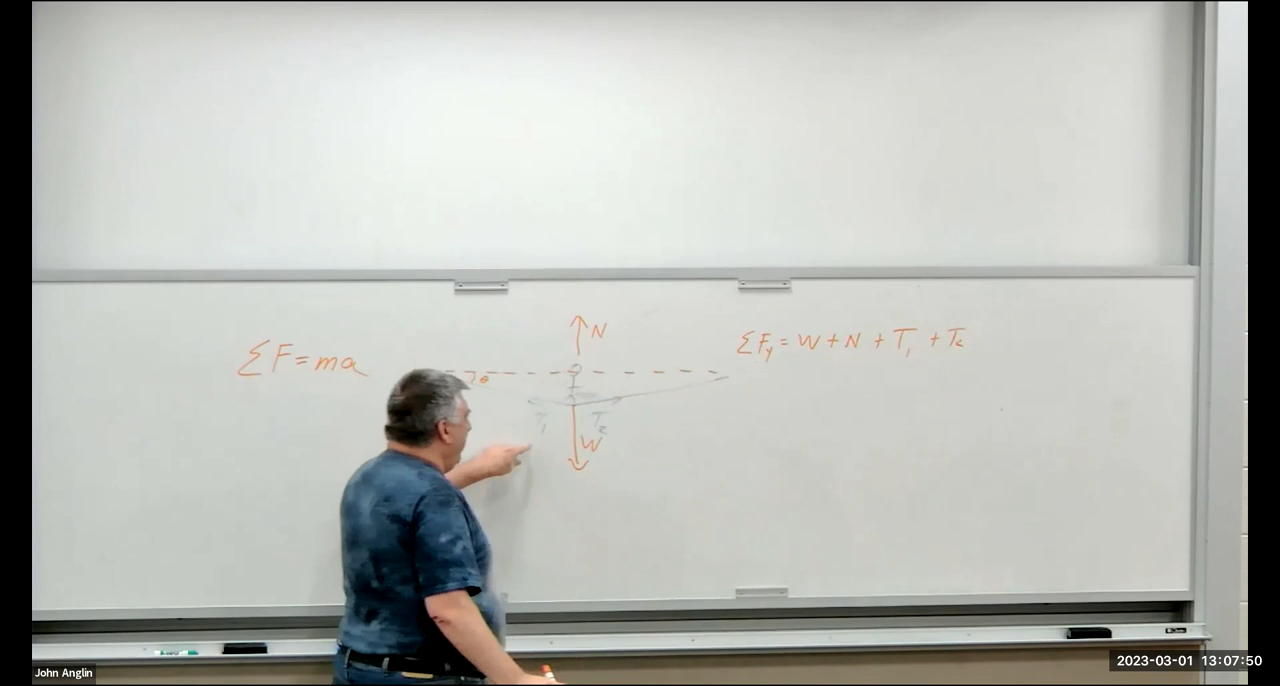 ΣF=ma
N
θ
T₁
T₂
W
ΣFy = W + N + T₁ + T₂
John Anglin
2023-03-01 13:07:50